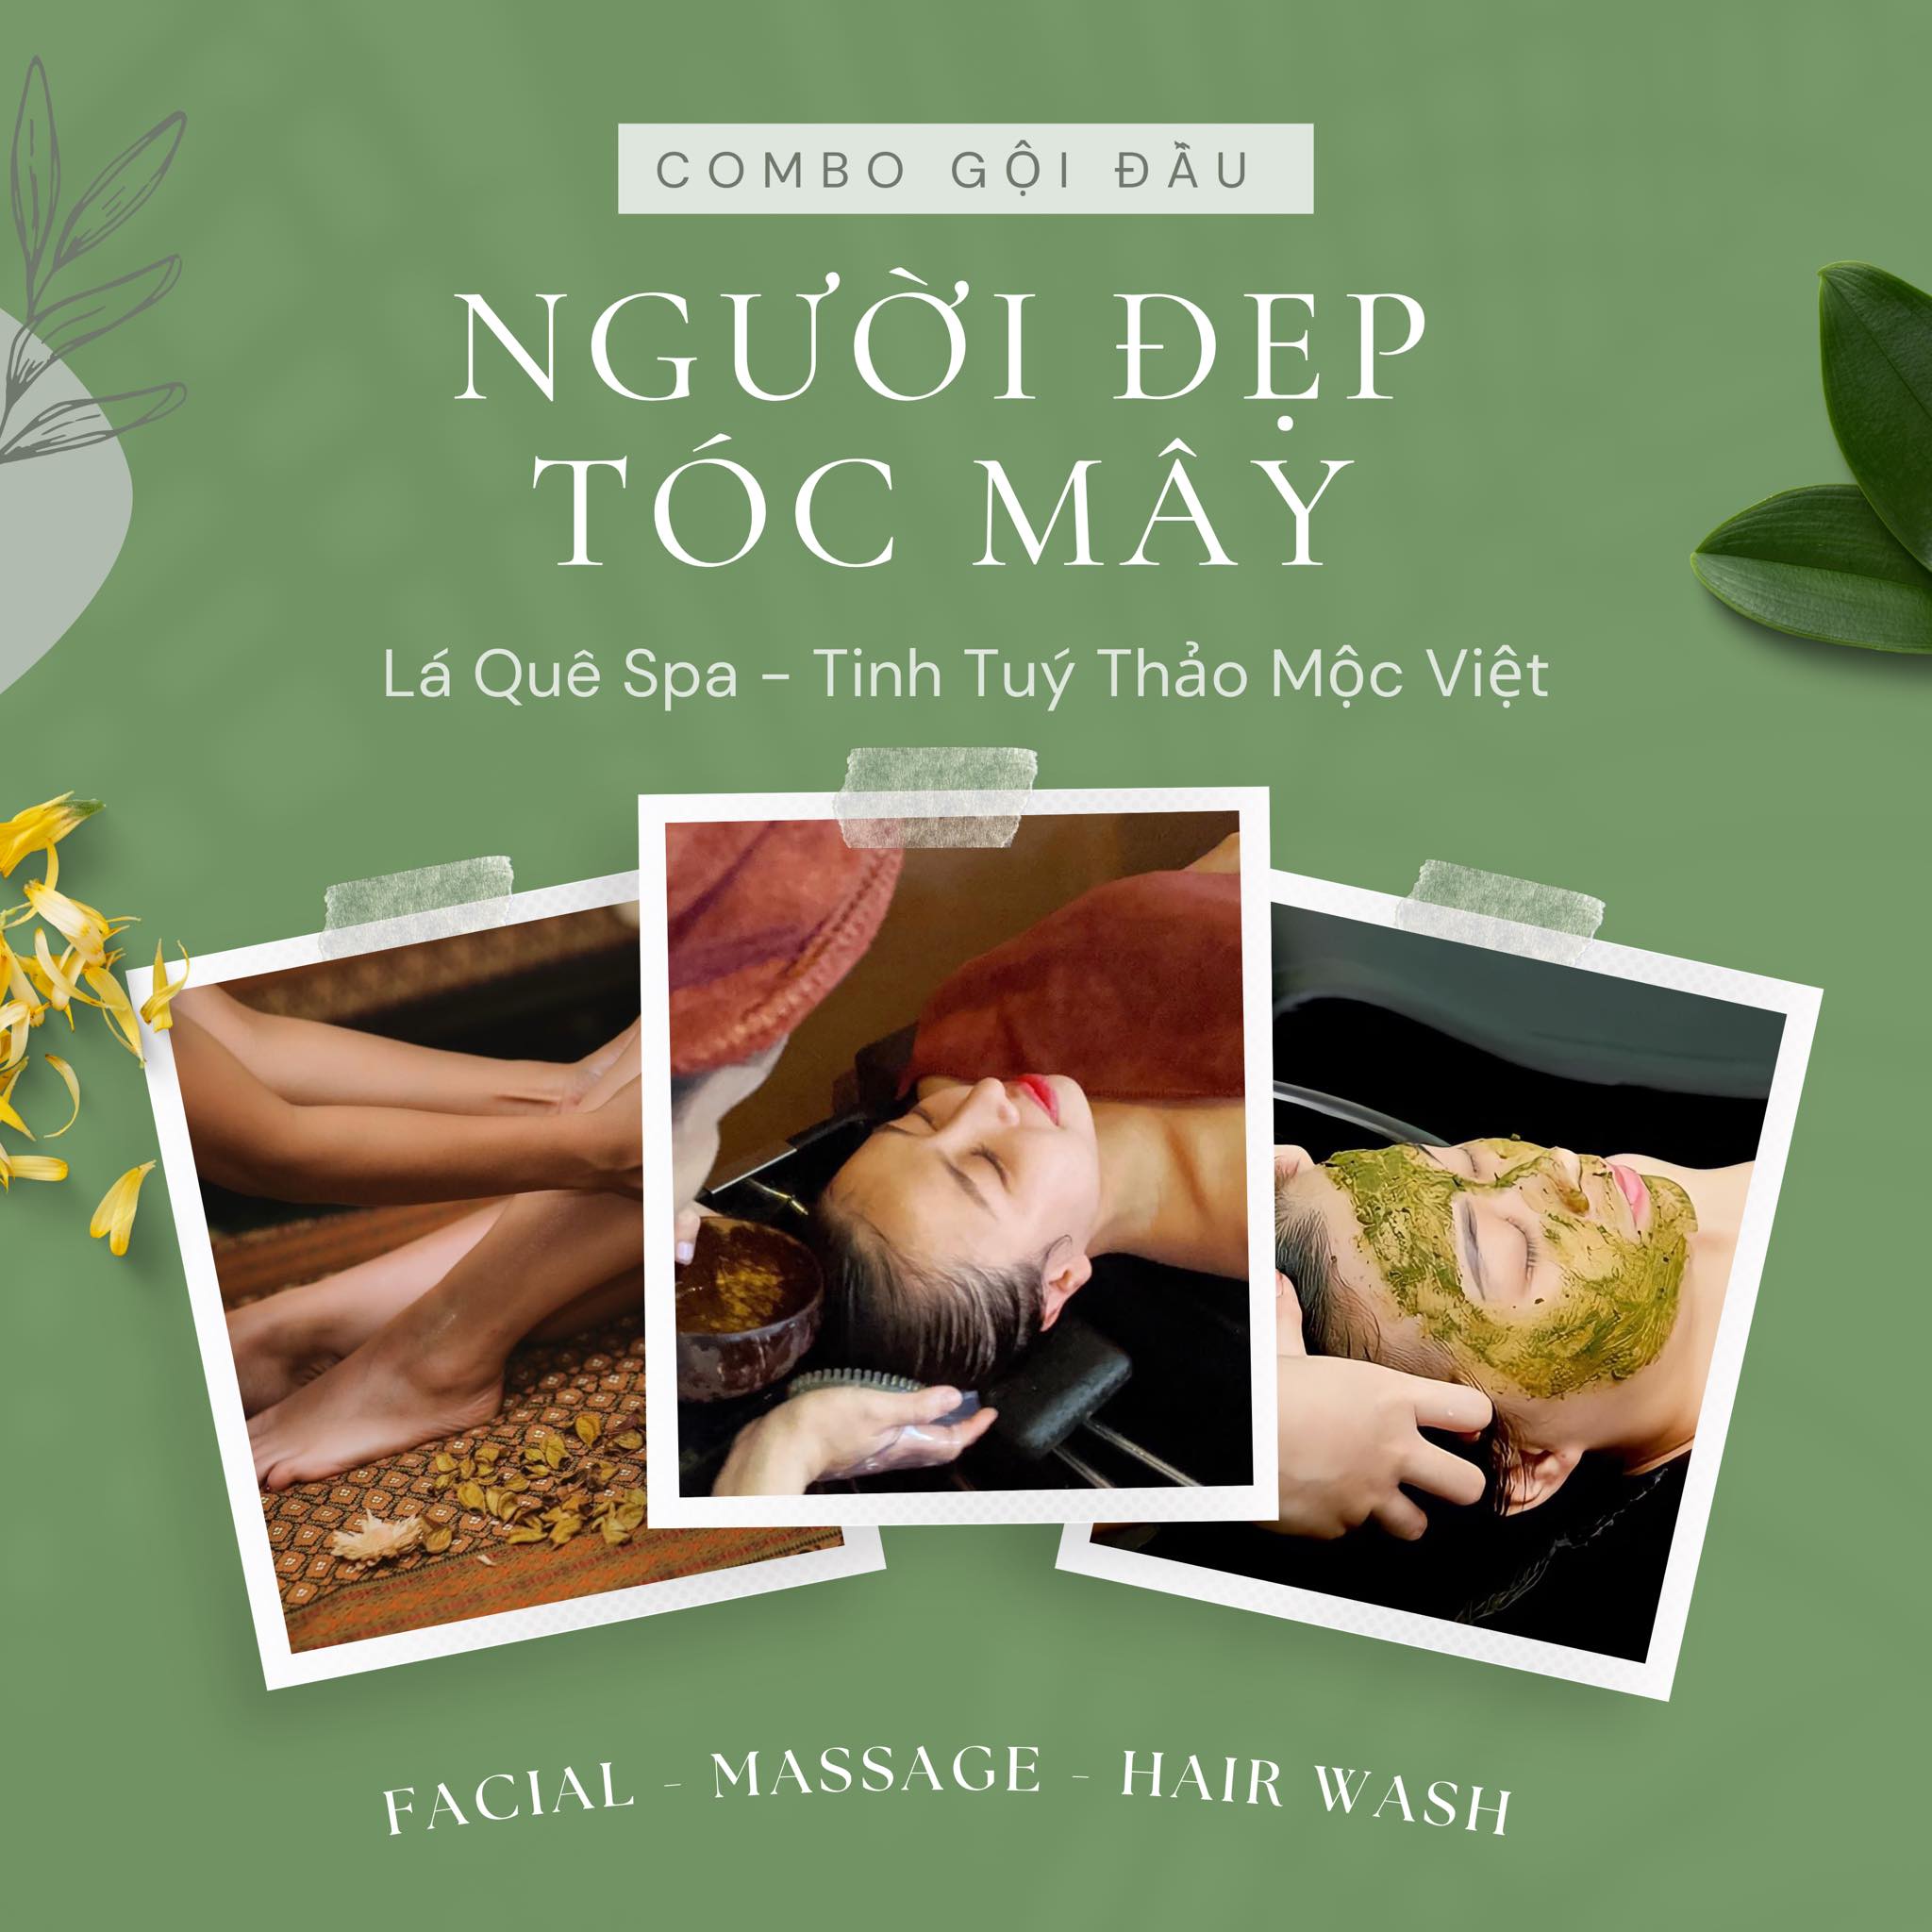 COMBO GỘI ĐẦU
NGƯỜI ĐẸP
TÓC MÂY
Lá Quê Spa - Tinh Tuý Thảo Mộc Việt
FACIAL - MASSAGE - HAIR WASH